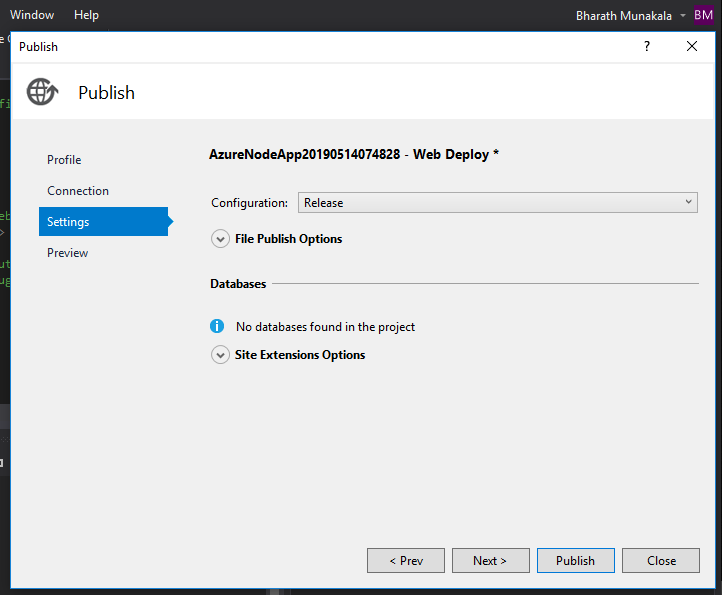 Window Help Bharath Munakala BM
Publish ? 
Publish
AzureNodeApp20190514074828 - Web Deploy *
Profile
Connection
Settings
Preview
Configuration: Release
File Publish Options
Databases
No databases found in the project
Site Extensions Options
< Prev Next > Publish Close